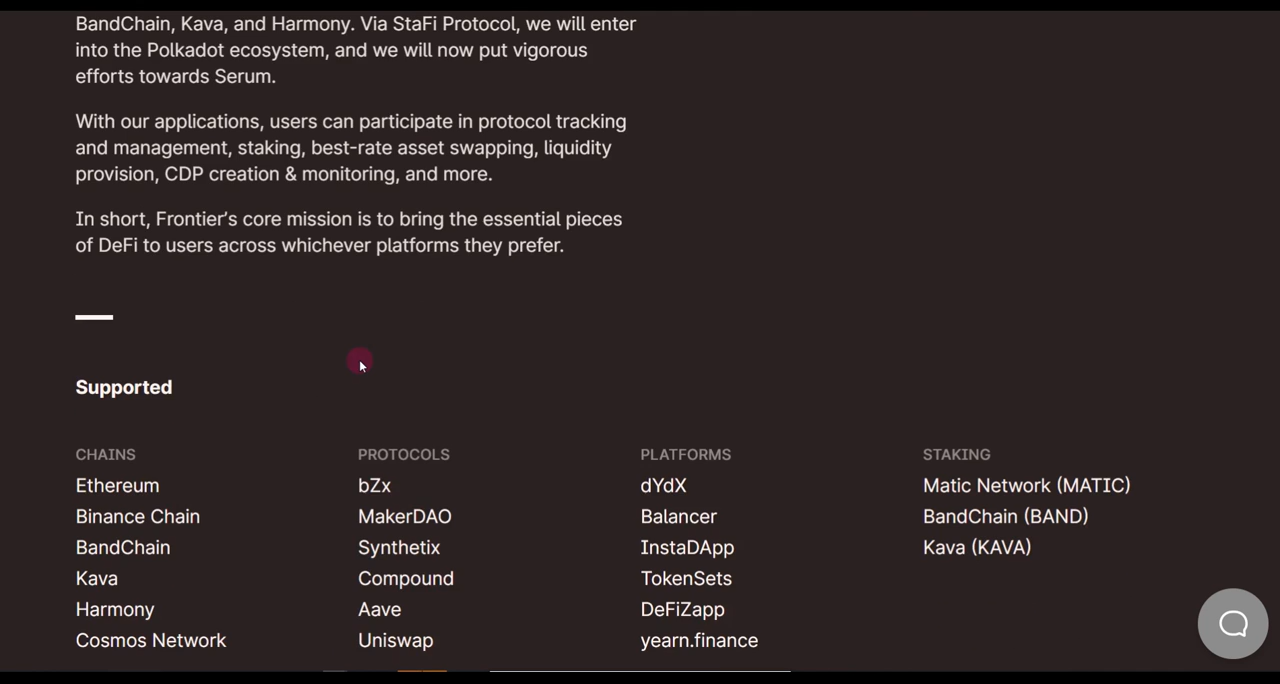 BandChain, Kava, and Harmony. Via StaFi Protocol, we will enter
into the Polkadot ecosystem, and we will now put vigorous
efforts towards Serum.
With our applications, users can participate in protocol tracking
and management, staking, best-rate asset swapping, liquidity
provision, CDP creation & monitoring, and more.
In short, Frontier's core mission is to bring the essential pieces
of DeFi to users across whichever platforms they prefer.
Supported
CHAINS
Ethereum
Binance Chain
BandChain
Kava
Harmony
Cosmos Network
PROTOCOLS
bZx
MakerDAO
Synthetix
Compound
Aave
Uniswap
PLATFORMS
dYdX
Balancer
InstaDApp
TokenSets
DeFiZapp
yearn.finance
STAKING
Matic Network (MATIC)
BandChain (BAND)
Kava (KAVA)